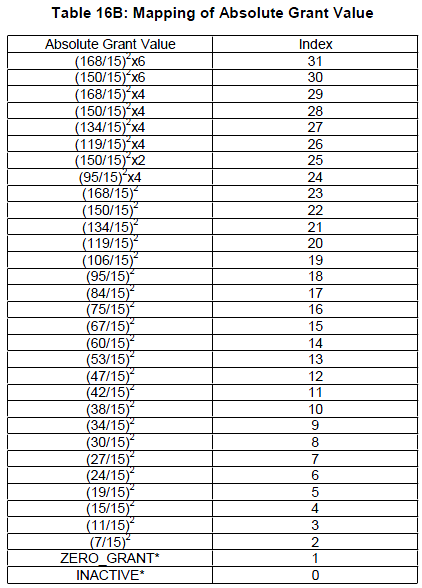 Table 16B: Mapping of Absolute Grant Value
Absolute Grant Value Index
(168/15)²x6 31
(150/15)²x6 30
(168/15)²x4 29
(150/15)²x4 28
(134/15)²x4 27
(119/15)²x4 26
(150/15)²x2 25
(95/15)²x4 24
(168/15)² 23
(150/15)² 22
(134/15)² 21
(119/15)² 20
(106/15)² 19
(95/15)² 18
(84/15)² 17
(75/15)² 16
(67/15)² 15
(60/15)² 14
(53/15)² 13
(47/15)² 12
(42/15)² 11
(38/15)² 10
(34/15)² 9
(30/15)² 8
(27/15)² 7
(24/15)² 6
(19/15)² 5
(15/15)² 4
(11/15)² 3
(7/15)² 2
ZERO_GRANT* 1
INACTIVE* 0